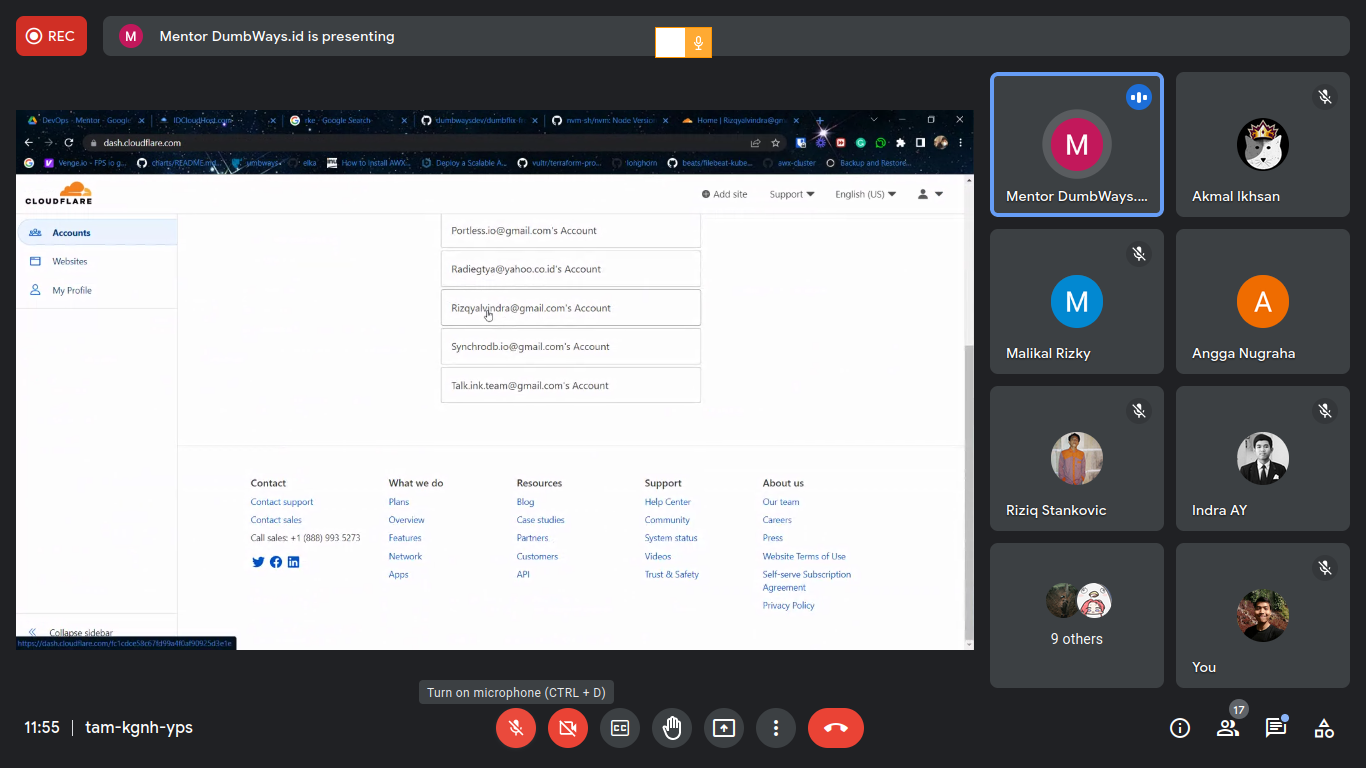 REC
M
Mentor DumbWays.id is presenting
DevOps - Mentor - Google
IDCloudHost.com
rke - Google Search
dumbwaysdev/dumbflix-fr
nvm-sh/nvm: Node Version
Home | Rizqyalvindra@gm
dash.cloudflare.com
Venge.io - FPS io g...
charts/README.md...
umbways
elka
How to Install AWX...
Deploy a Scalable A...
vultr/terraform-pro...
longhorn
beats/filebeat-kube...
awx-cluster
Backup and Restore...
CLOUDFLARE
Add site
Support
English (US)
Accounts
Websites
My Profile
Portless.io@gmail.com's Account
Radiegtya@yahoo.co.id's Account
Rizqyalvindra@gmail.com's Account
Synchrodb.io@gmail.com's Account
Talk.ink.team@gmail.com's Account
Contact
Contact support
Contact sales
Call sales: +1 (888) 993 5273
What we do
Plans
Overview
Features
Network
Apps
Resources
Blog
Case studies
Partners
Customers
API
Support
Help Center
Community
System status
Videos
Trust & Safety
About us
Our team
Careers
Press
Website Terms of Use
Self-serve Subscription
Agreement
Privacy Policy
Collapse sidebar
M
Mentor DumbWays....
Akmal Ikhsan
M
Malikal Rizky
A
Angga Nugraha
Riziq Stankovic
Indra AY
9 others
You
Turn on microphone (CTRL + D)
11:55
tam-kgnh-yps
17